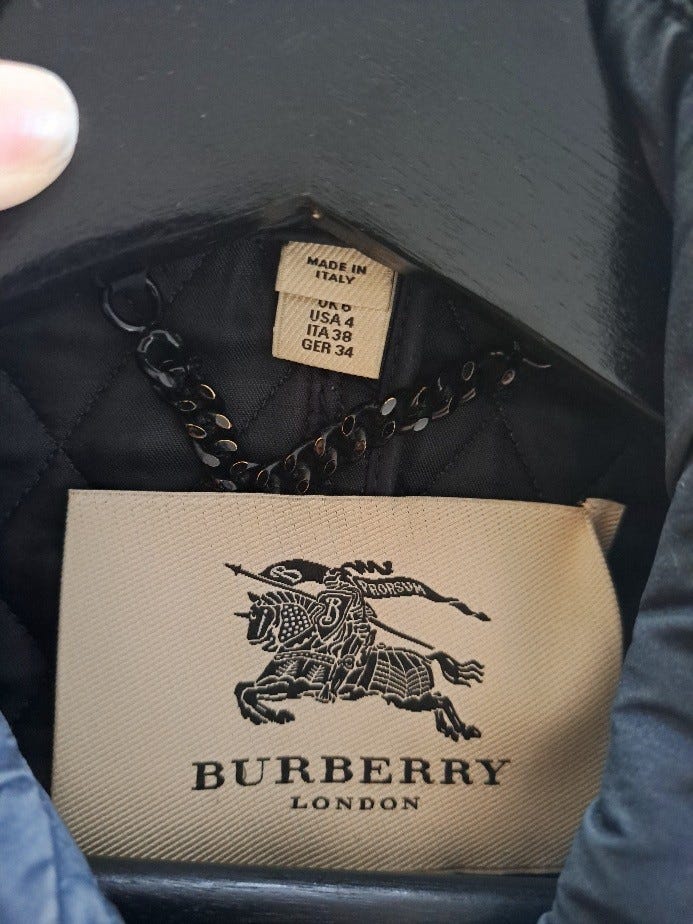 MADE IN
ITALY
UK 6
USA 4
ITA 38
GER 34
B
PRORSUM
B
BURBERRY
LONDON